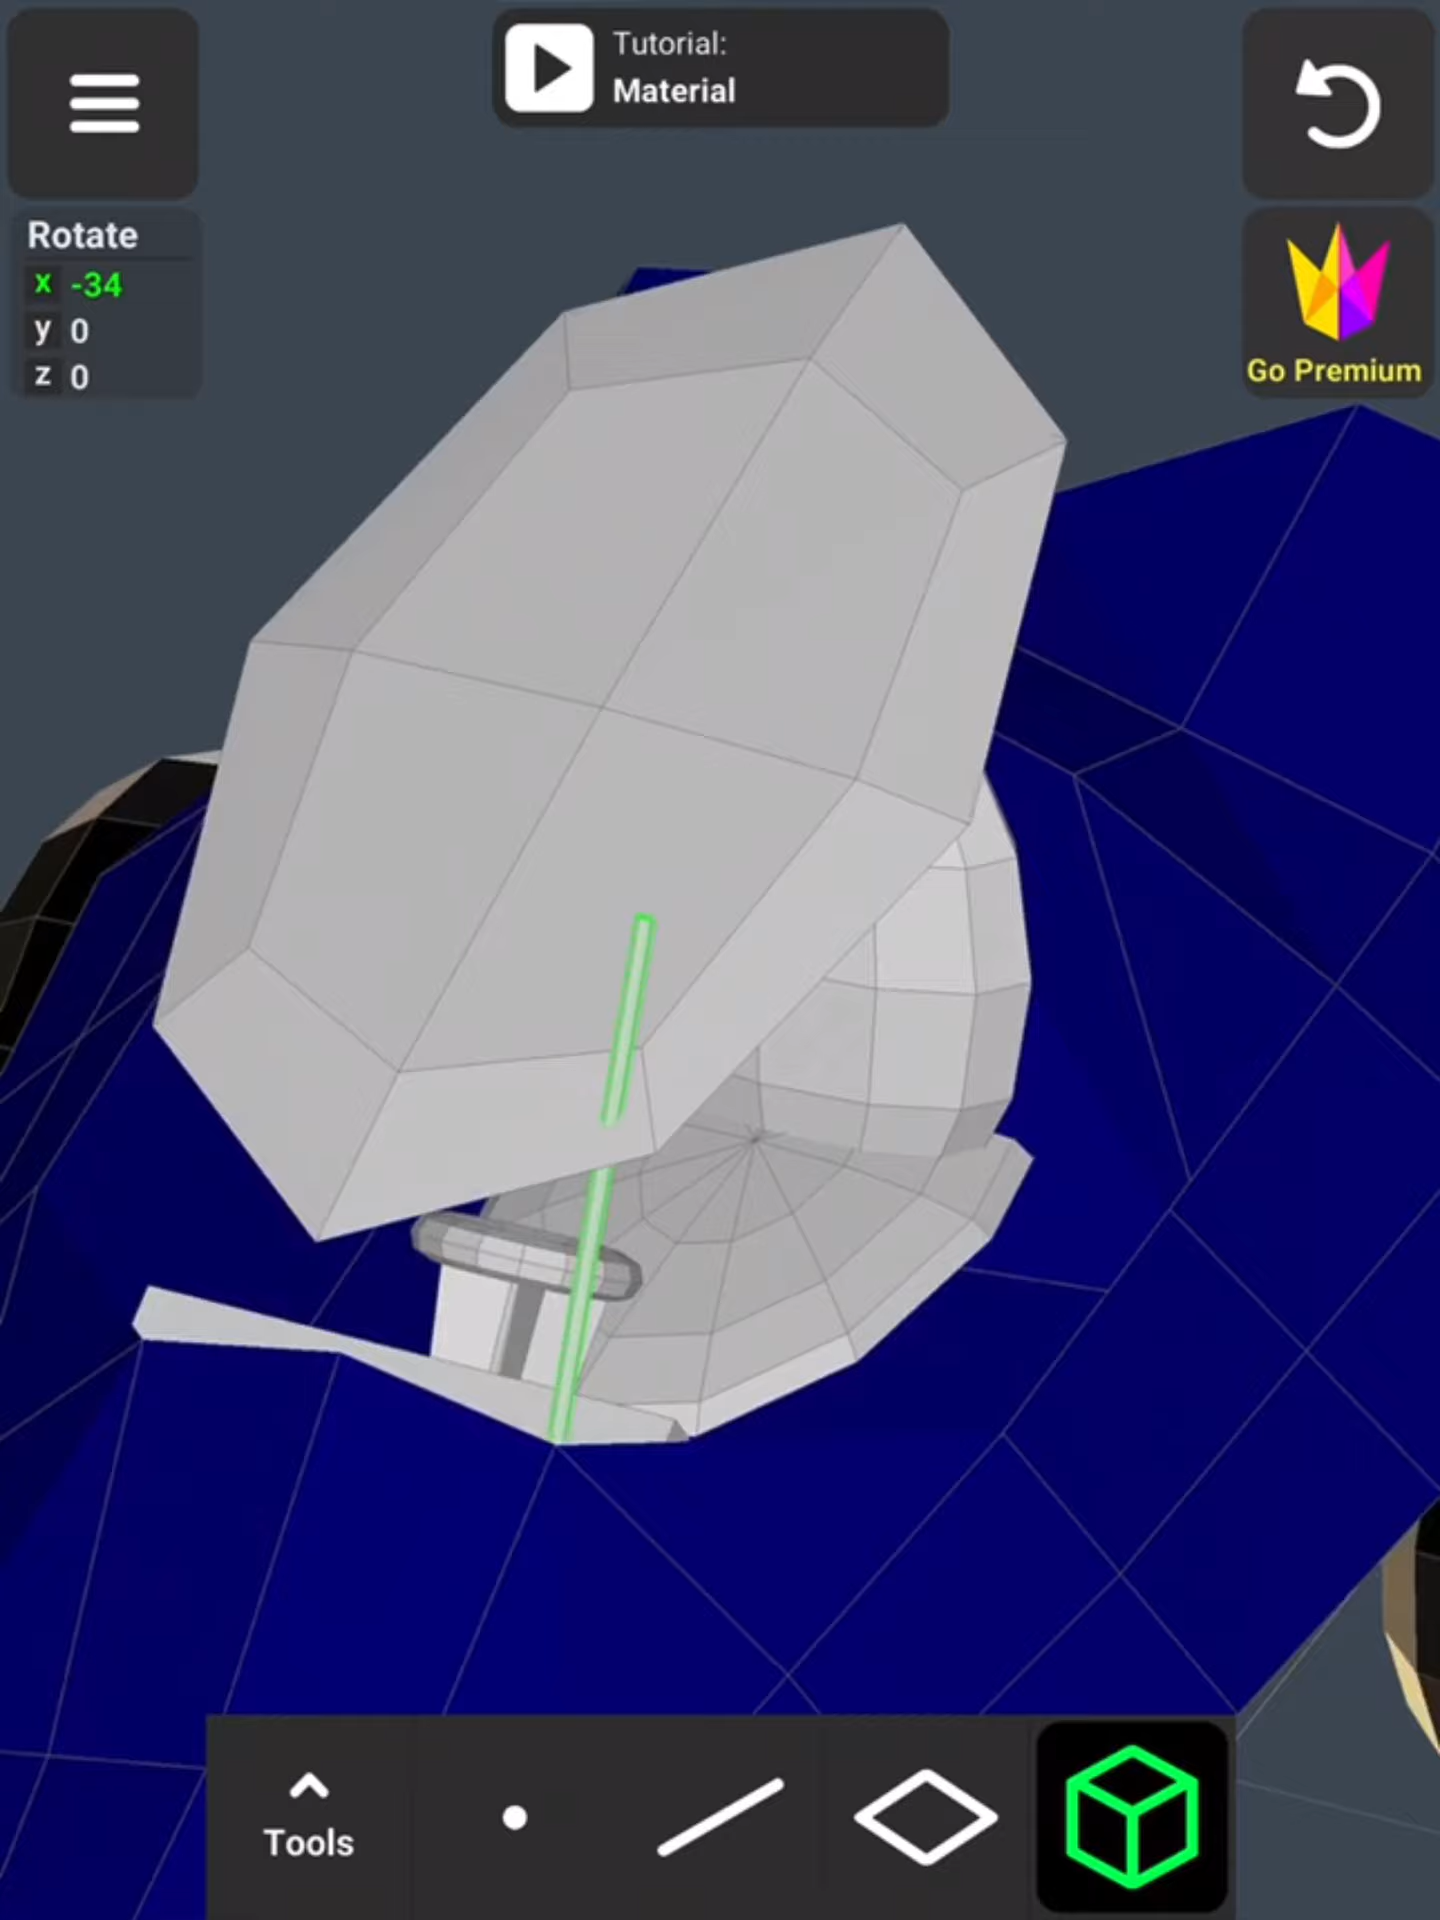 Tutorial:
Material
Rotate
x -34
y 0
z 0
Go Premium
Tools